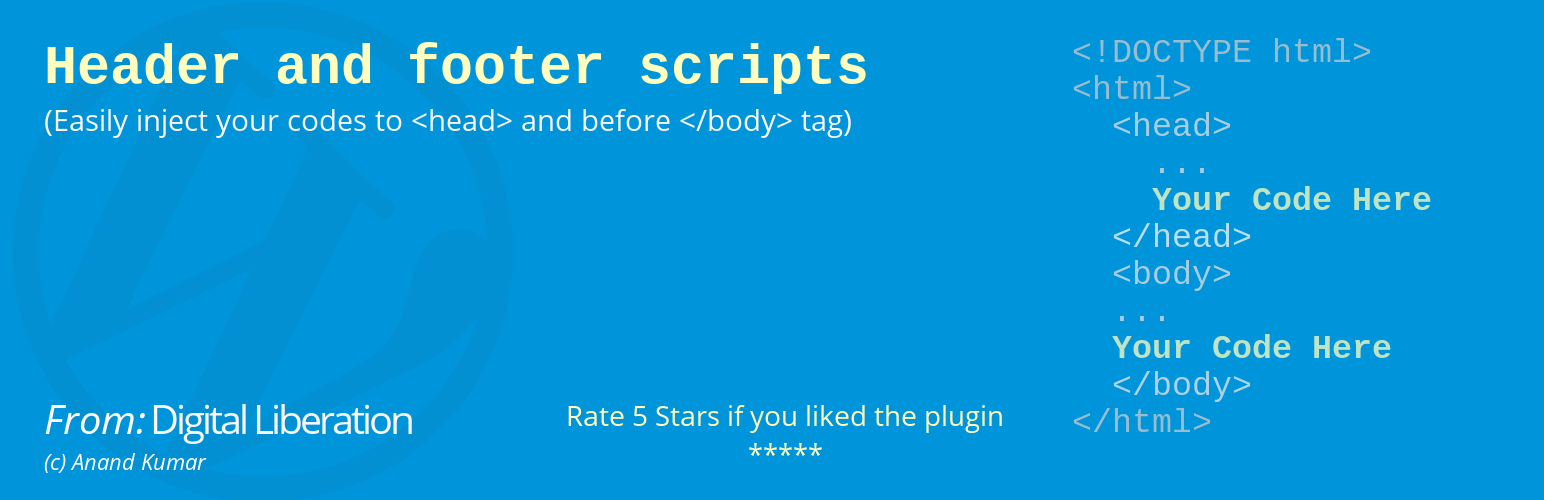 Header and footer scripts
(Easily inject your codes to <head> and before </body> tag)
From: Digital Liberation
(c) Anand Kumar
Rate 5 Stars if you liked the plugin
*****
<!DOCTYPE html>
<html>
<head>
...
Your Code Here
</head>
<body>
...
Your Code Here
</body>
</html>